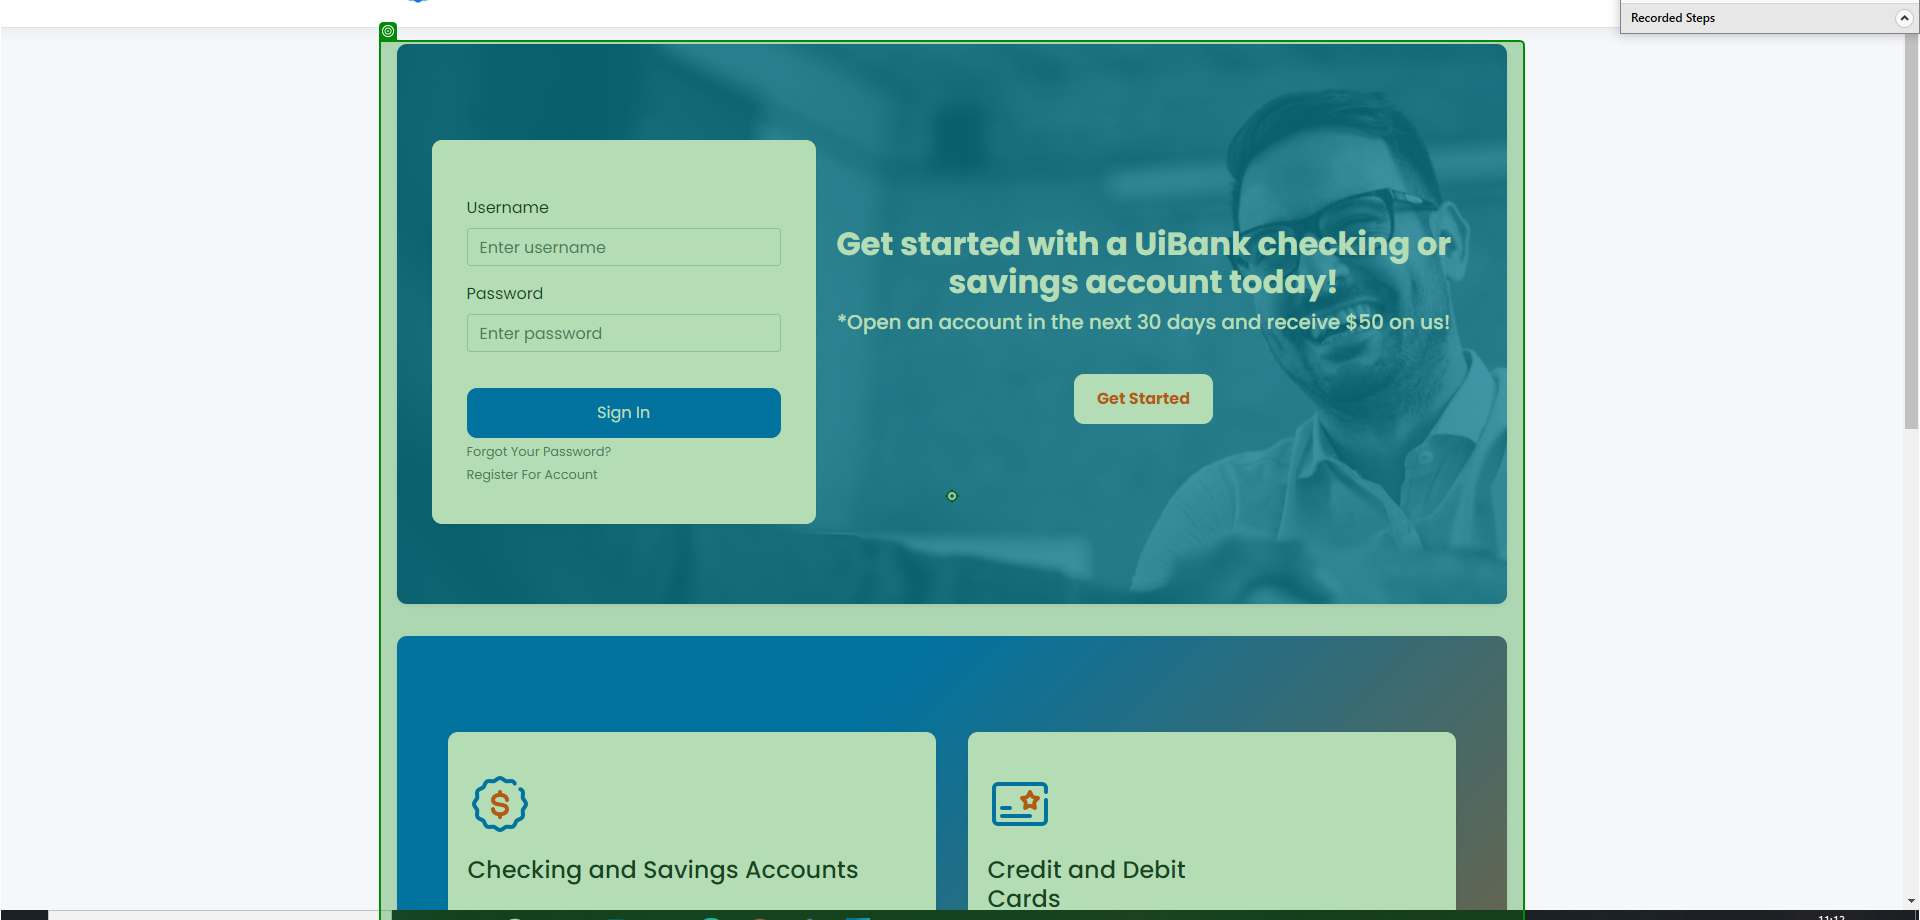 Recorded Steps
Username
Enter username
Password
Enter password
Sign In
Forgot Your Password?
Register For Account
Get started with a UiBank checking or
savings account today!
*Open an account in the next 30 days and receive $50 on us!
Get Started
Checking and Savings Accounts
Credit and Debit
Cards